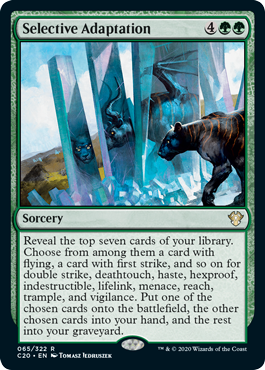 Selective Adaptation 4
Sorcery
Reveal the top seven cards of your library.
Choose from among them a card with
flying, a card with first strike, and so on for
double strike, deathtouch, haste, hexproof,
indestructible, lifelink, menace, reach,
trample, and vigilance. Put one of the
chosen cards onto the battlefield, the other
chosen cards into your hand, and the rest
into your graveyard.
065/322 R
C20 • EN Tomasz Jedruszek
™ & © 2020 Wizards of the Coast